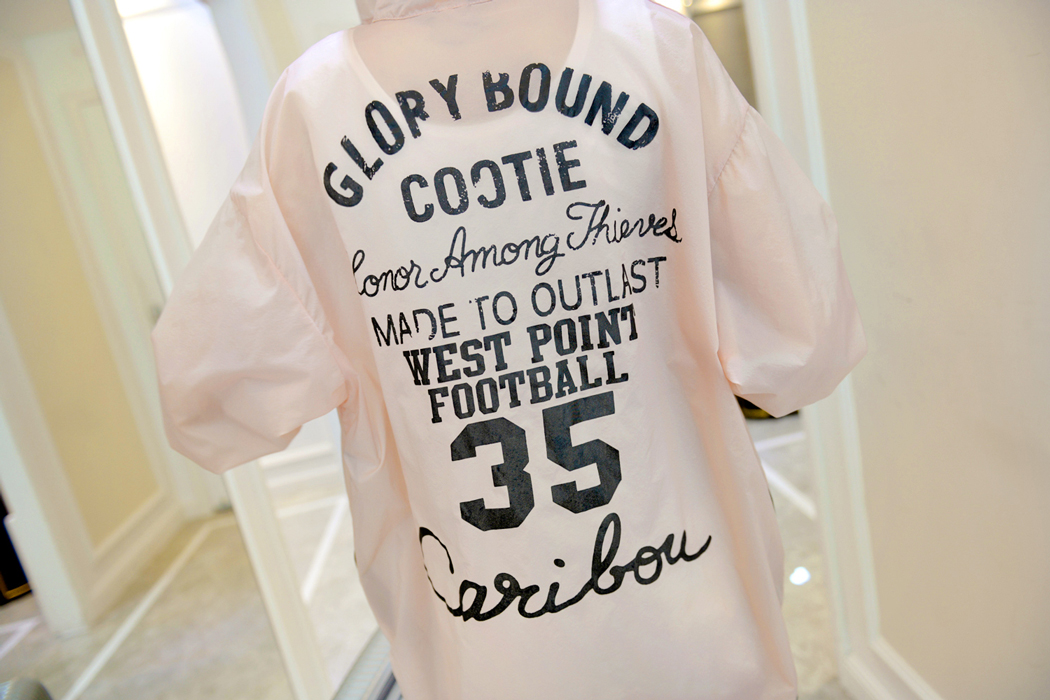 GLORY BOUND
COOTIE
Honor Among Thieves
MADE TO OUTLAST
WEST POINT
FOOTBALL
35
Caribou